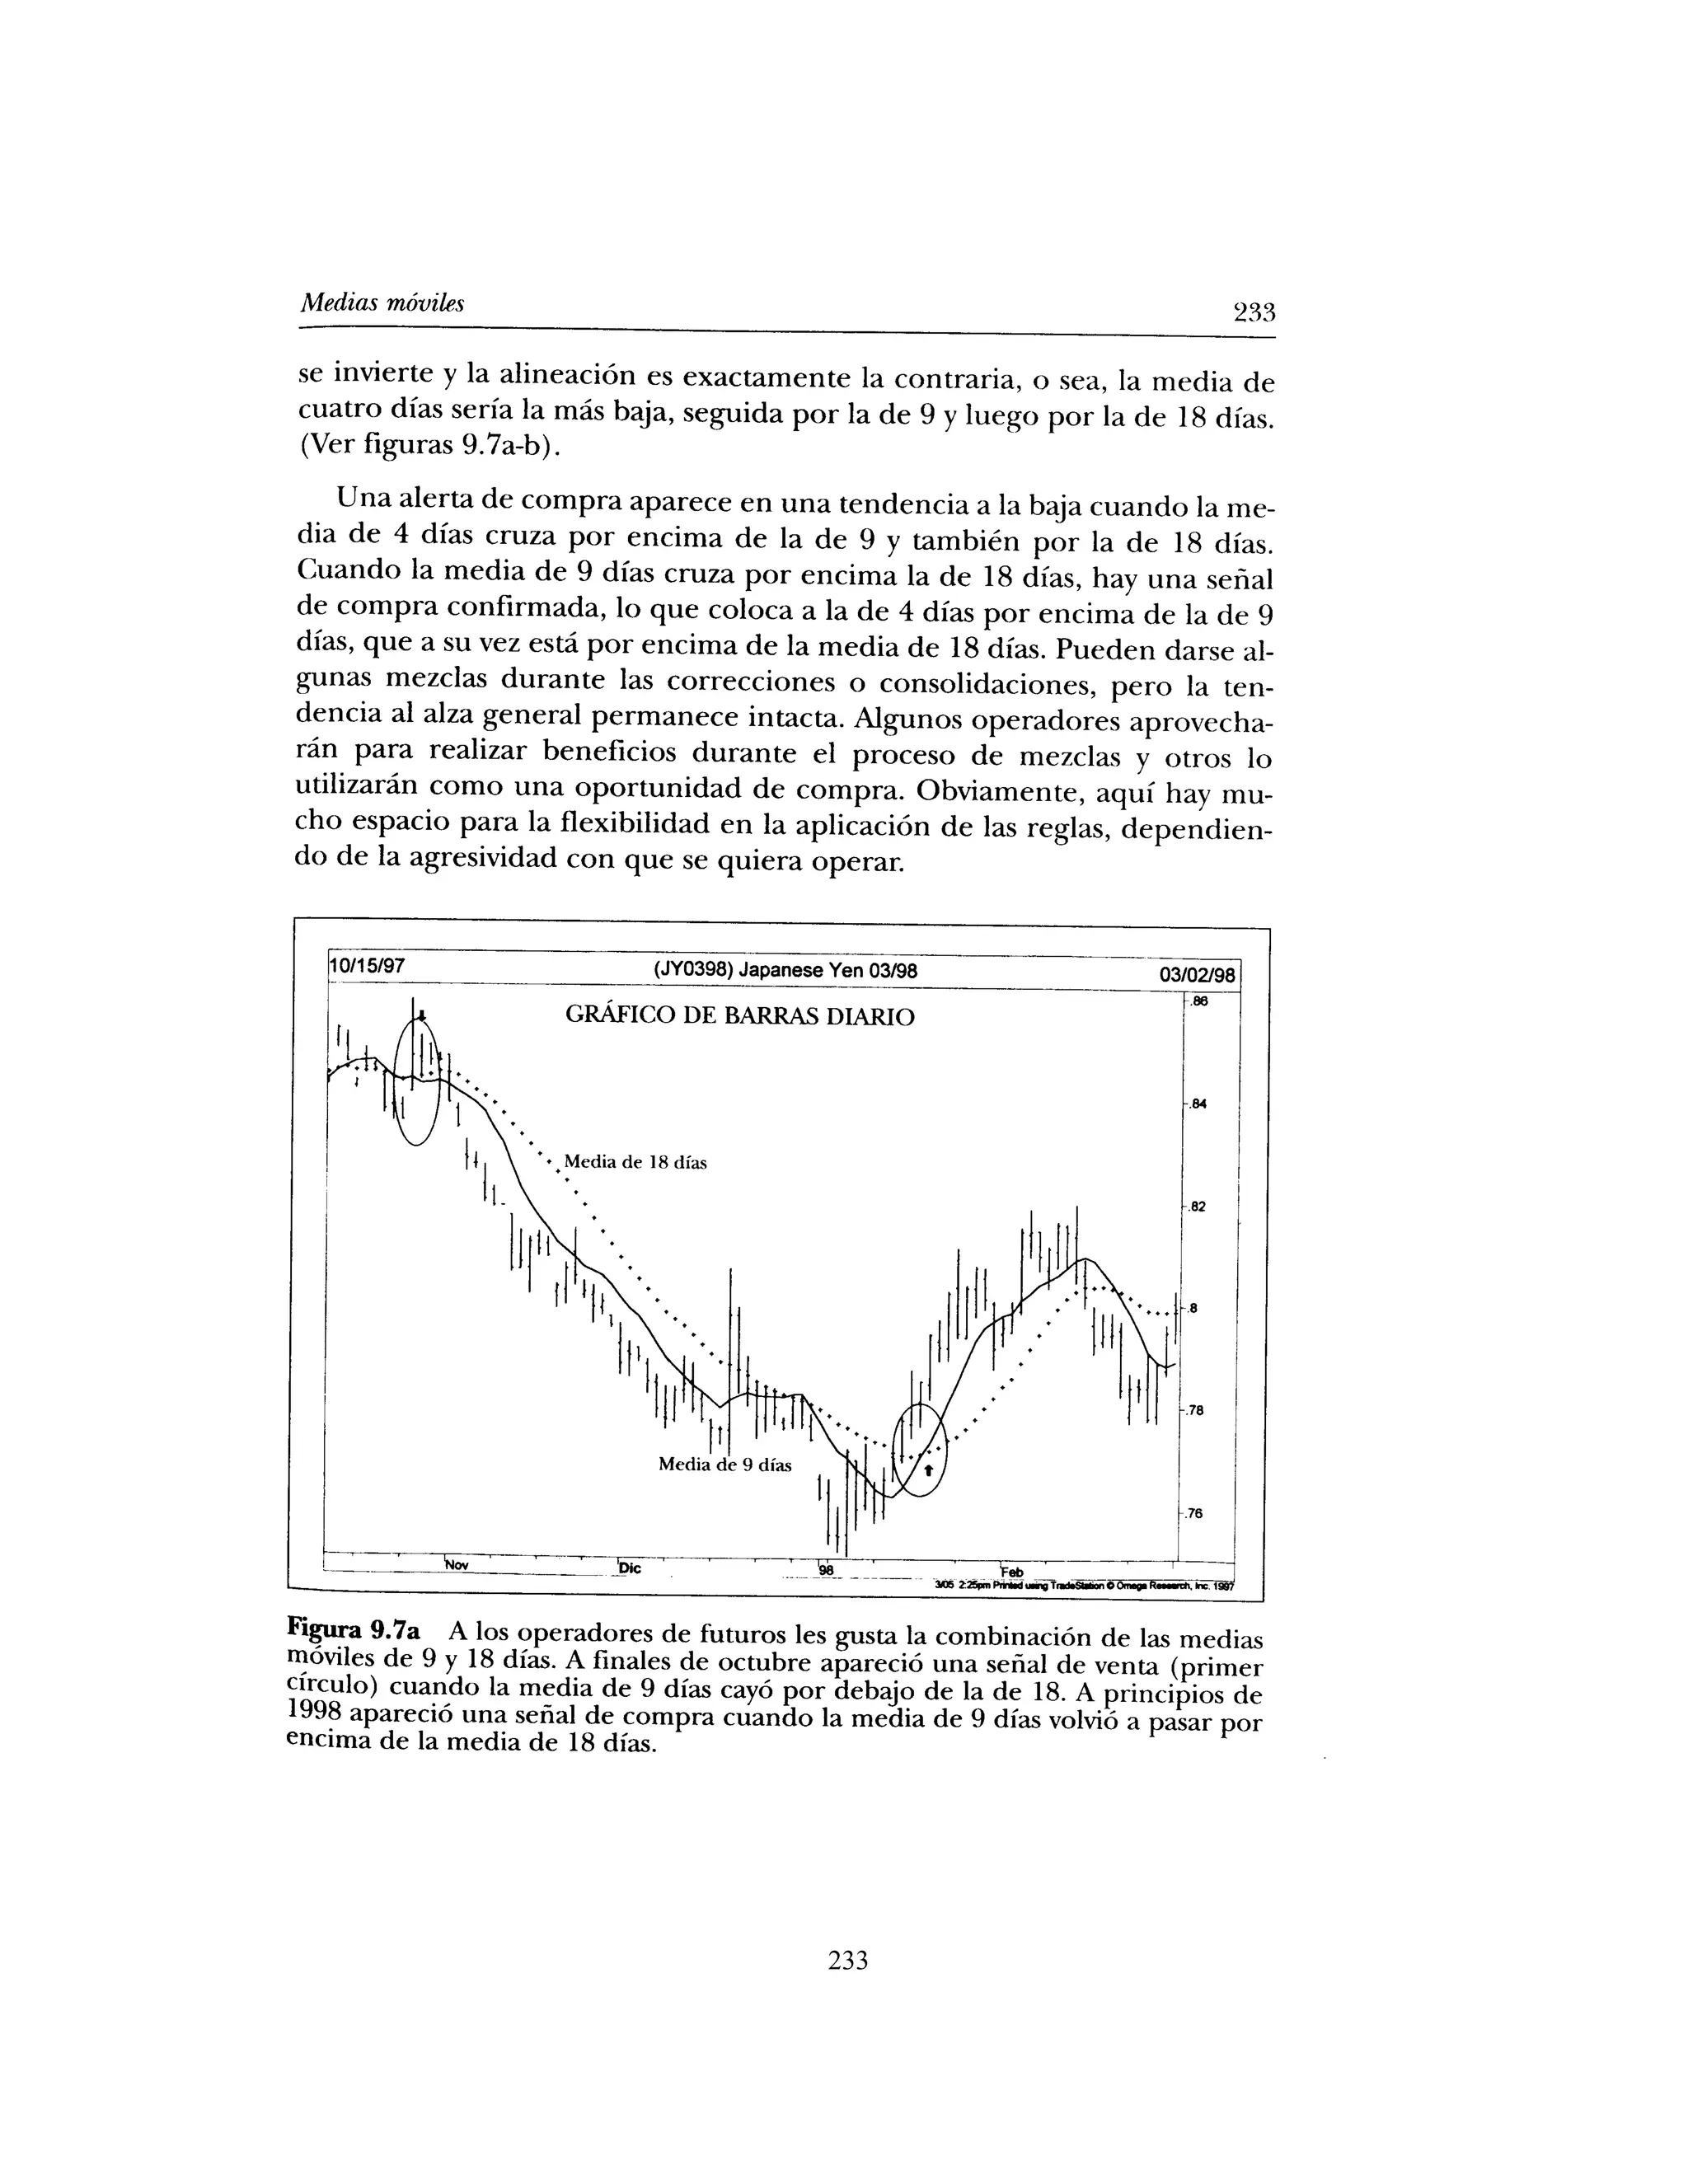 Medias móviles 233
se invierte y la alineación es exactamente la contraria, o sea, la media de
cuatro días sería la más baja, seguida por la de 9 y luego por la de 18 días.
(Ver figuras 9.7a-b).
Una alerta de compra aparece en una tendencia a la baja cuando la me-
dia de 4 días cruza por encima de la de 9 y también por la de 18 días.
Cuando la media de 9 días cruza por encima la de 18 días, hay una señal
de compra confirmada, lo que coloca a la de 4 días por encima de la de 9
días, que a su vez está por encima de la media de 18 días. Pueden darse al-
gunas mezclas durante las correcciones o consolidaciones, pero la ten-
dencia al alza general permanece intacta. Algunos operadores aprovecha-
rán para realizar beneficios durante el proceso de mezclas y otros lo
utilizarán como una oportunidad de compra. Obviamente, aquí hay mu-
cho espacio para la flexibilidad en la aplicación de las reglas, dependien-
do de la agresividad con que se quiera operar.
10/15/97 (JY0398) Japanese Yen 03/98 03/02/98
GRÁFICO DE BARRAS DIARIO
.86
.84
Media de 18 días
.82
.8
.78
Media de 9 días
.76
Nov Dic 98 Feb
3/05 2:25pm Printed using TradeStation © Omega Research, Inc. 1997
Figura 9.7a A los operadores de futuros les gusta la combinación de las medias
móviles de 9 y 18 días. A finales de octubre apareció una señal de venta (primer
círculo) cuando la media de 9 días cayó por debajo de la de 18. A principios de
1998 apareció una señal de compra cuando la media de 9 días volvió a pasar por
encima de la media de 18 días.
233